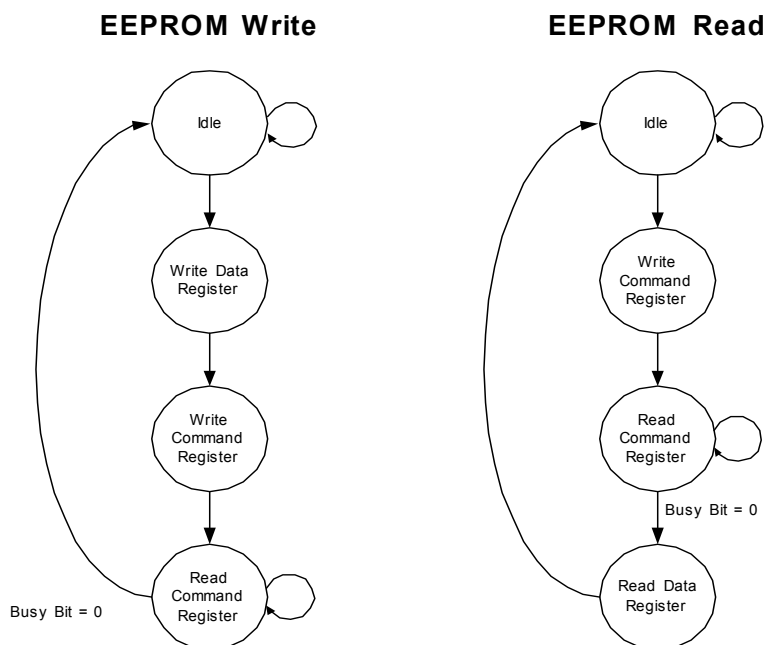 EEPROM Write
Idle
Write Data
Register
Write
Command
Register
Read
Command
Register
Busy Bit = 0
EEPROM Read
Idle
Write
Command
Register
Read
Command
Register
Busy Bit = 0
Read Data
Register